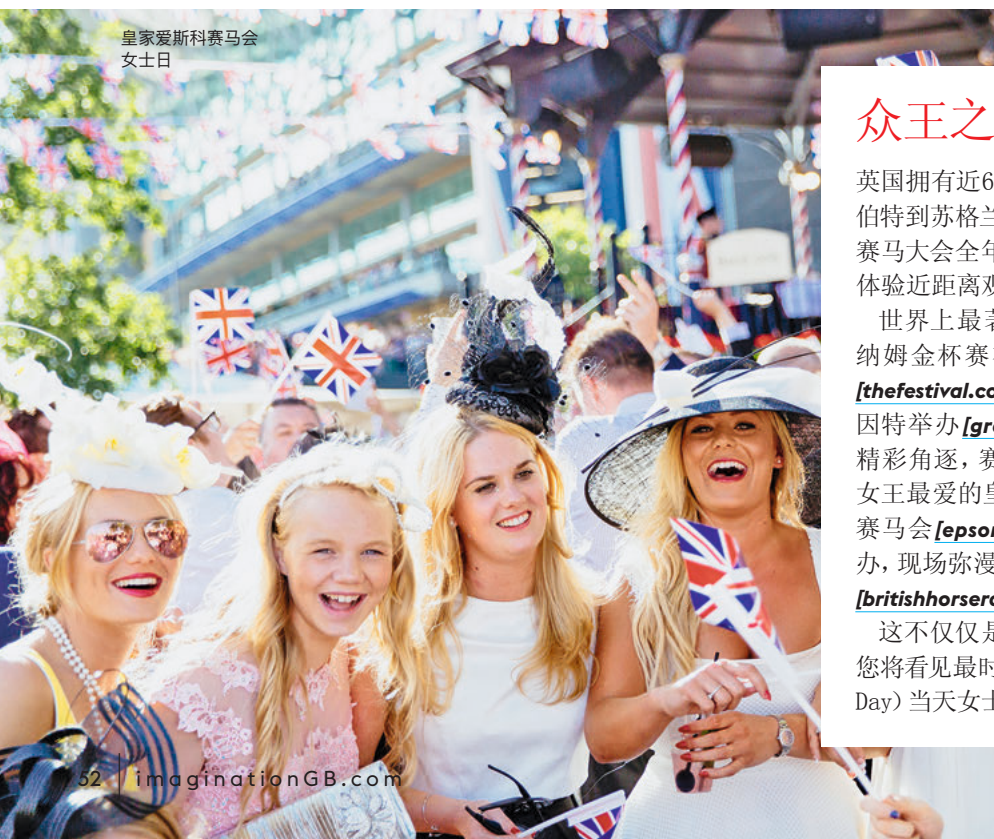 皇家爱斯科赛马会
女士日
众王之
英国拥有近6
伯特到苏格兰
赛马大会全年
体验近距离观
世界上最著
纳姆金杯赛
[thefestival.co
因特举办[gr
精彩角逐，赛
女王最爱的皇
赛马会[epso
办，现场弥漫
[britishhorser
这不仅仅是
您将看见最时
Day）当天女士
52 | imaginationGB.com